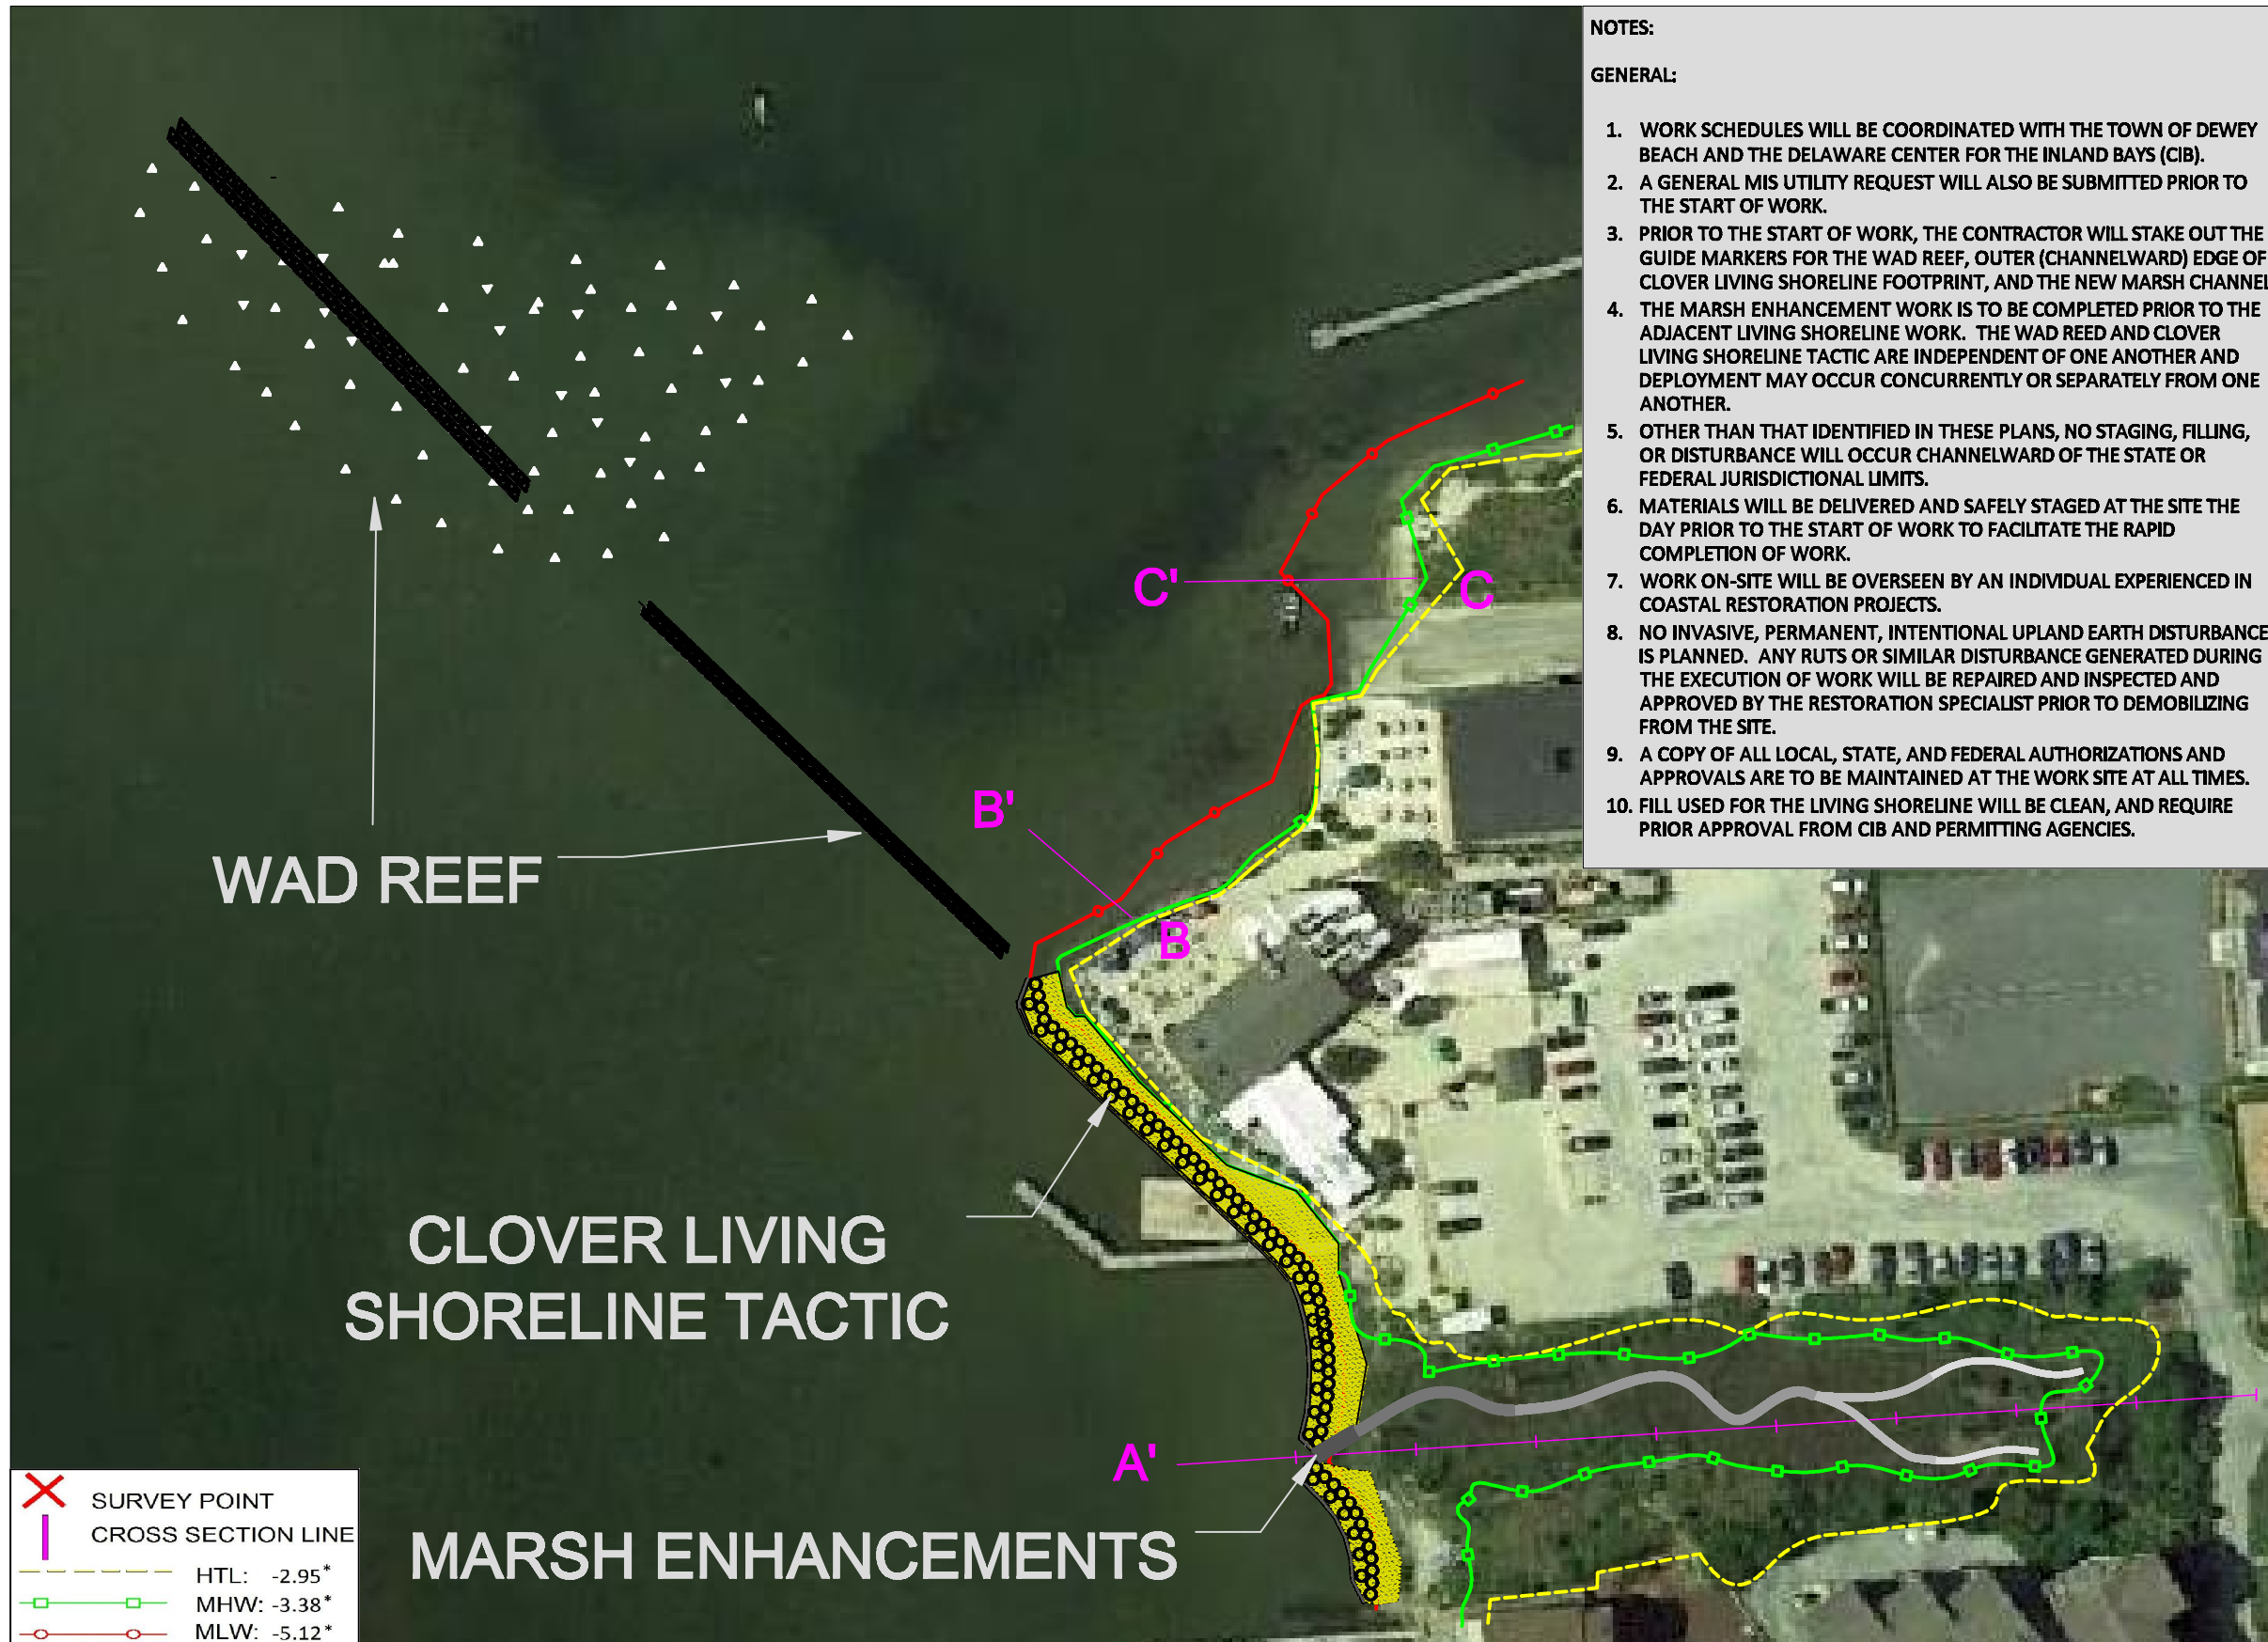 NOTES:
GENERAL:
1. WORK SCHEDULES WILL BE COORDINATED WITH THE TOWN OF DEWEY
BEACH AND THE DELAWARE CENTER FOR THE INLAND BAYS (CIB).
2. A GENERAL MIS UTILITY REQUEST WILL ALSO BE SUBMITTED PRIOR TO
THE START OF WORK.
3. PRIOR TO THE START OF WORK, THE CONTRACTOR WILL STAKE OUT THE
GUIDE MARKERS FOR THE WAD REEF, OUTER (CHANNELWARD) EDGE OF
CLOVER LIVING SHORELINE FOOTPRINT, AND THE NEW MARSH CHANNEL
4. THE MARSH ENHANCEMENT WORK IS TO BE COMPLETED PRIOR TO THE
ADJACENT LIVING SHORELINE WORK. THE WAD REED AND CLOVER
LIVING SHORELINE TACTIC ARE INDEPENDENT OF ONE ANOTHER AND
DEPLOYMENT MAY OCCUR CONCURRENTLY OR SEPARATELY FROM ONE
ANOTHER.
5. OTHER THAN THAT IDENTIFIED IN THESE PLANS, NO STAGING, FILLING,
OR DISTURBANCE WILL OCCUR CHANNELWARD OF THE STATE OR
FEDERAL JURISDICTIONAL LIMITS.
6. MATERIALS WILL BE DELIVERED AND SAFELY STAGED AT THE SITE THE
DAY PRIOR TO THE START OF WORK TO FACILITATE THE RAPID
COMPLETION OF WORK.
7. WORK ON-SITE WILL BE OVERSEEN BY AN INDIVIDUAL EXPERIENCED IN
COASTAL RESTORATION PROJECTS.
8. NO INVASIVE, PERMANENT, INTENTIONAL UPLAND EARTH DISTURBANCE
IS PLANNED. ANY RUTS OR SIMILAR DISTURBANCE GENERATED DURING
THE EXECUTION OF WORK WILL BE REPAIRED AND INSPECTED AND
APPROVED BY THE RESTORATION SPECIALIST PRIOR TO DEMOBILIZING
FROM THE SITE.
9. A COPY OF ALL LOCAL, STATE, AND FEDERAL AUTHORIZATIONS AND
APPROVALS ARE TO BE MAINTAINED AT THE WORK SITE AT ALL TIMES.
10. FILL USED FOR THE LIVING SHORELINE WILL BE CLEAN, AND REQUIRE
PRIOR APPROVAL FROM CIB AND PERMITTING AGENCIES.
C'
C
B'
B
WAD REEF
CLOVER LIVING
SHORELINE TACTIC
A'
MARSH ENHANCEMENTS
SURVEY POINT
CROSS SECTION LINE
HTL: -2.95*
MHW: -3.38*
MLW: -5.12*